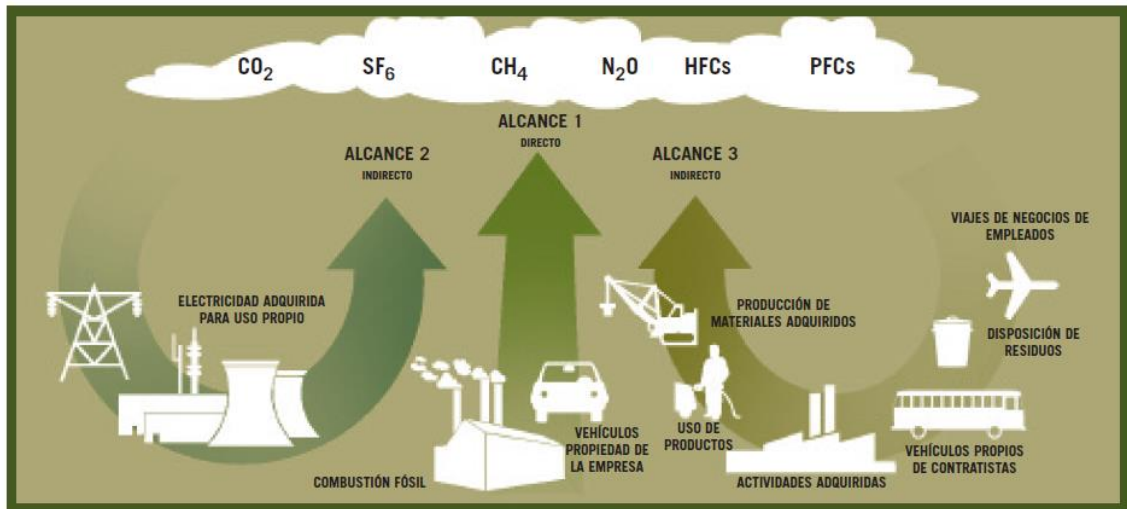 CO₂ SF₆ CH₄ N₂O HFCs PFCs
ALCANCE 1
DIRECTO
ALCANCE 2
INDIRECTO
ALCANCE 3
INDIRECTO
VIAJES DE NEGOCIOS DE
EMPLEADOS
ELECTRICIDAD ADQUIRIDA
PARA USO PROPIO
PRODUCCIÓN DE
MATERIALES ADQUIRIDOS
DISPOSICIÓN DE
RESIDUOS
COMBUSTIÓN FÓSIL
VEHÍCULOS
PROPIEDAD DE
LA EMPRESA
USO DE
PRODUCTOS
ACTIVIDADES ADQUIRIDAS
VEHÍCULOS PROPIOS
DE CONTRATISTAS